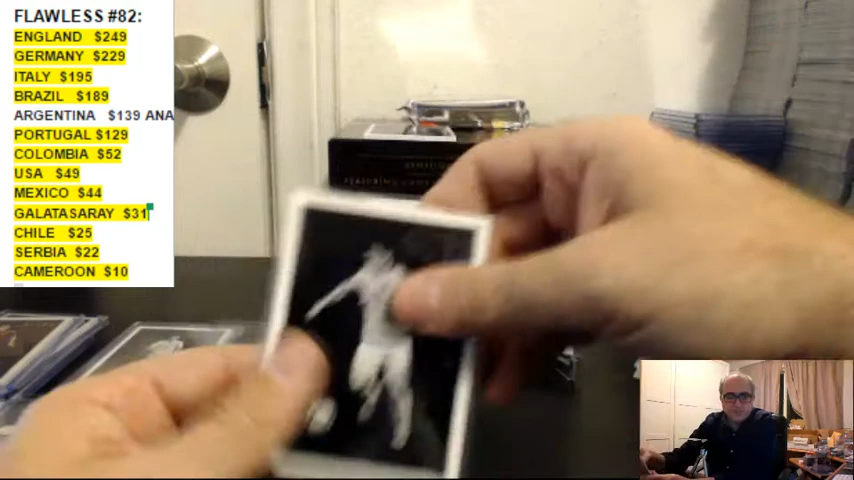 FLAWLESS #82:
ENGLAND $249
GERMANY $229
ITALY $195
BRAZIL $189
ARGENTINA $139 ANA
PORTUGAL $129
COLOMBIA $52
USA $49
MEXICO $44
GALATASARAY $31
CHILE $25
SERBIA $22
CAMEROON $10